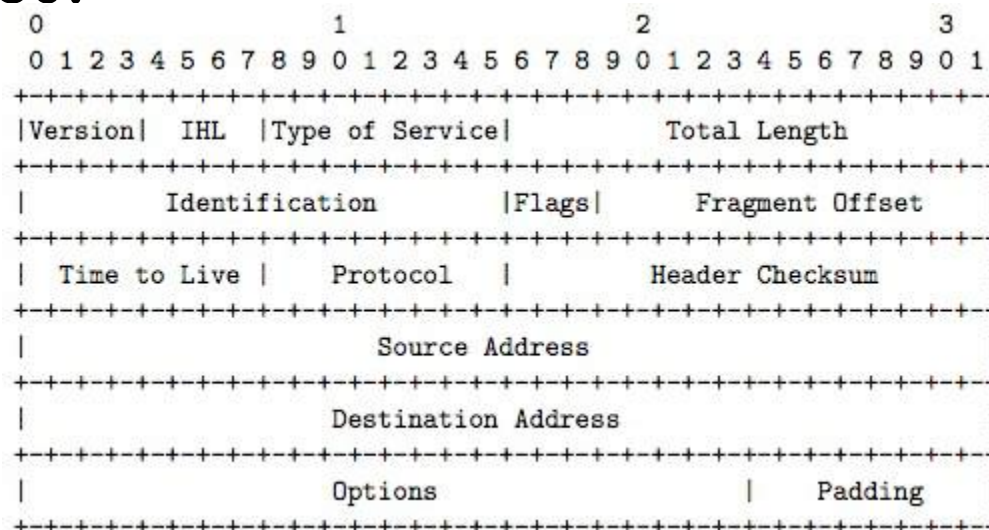 0 1 2 3
0 1 2 3 4 5 6 7 8 9 0 1 2 3 4 5 6 7 8 9 0 1 2 3 4 5 6 7 8 9 0 1
+-+-+-+-+-+-+-+-+-+-+-+-+-+-+-+-+-+-+-+-+-+-+-+-+-+-+-+-+-+-+-+-
|Version| IHL |Type of Service| Total Length
+-+-+-+-+-+-+-+-+-+-+-+-+-+-+-+-+-+-+-+-+-+-+-+-+-+-+-+-+-+-+-+-
| Identification |Flags| Fragment Offset
+-+-+-+-+-+-+-+-+-+-+-+-+-+-+-+-+-+-+-+-+-+-+-+-+-+-+-+-+-+-+-+-
| Time to Live | Protocol | Header Checksum
+-+-+-+-+-+-+-+-+-+-+-+-+-+-+-+-+-+-+-+-+-+-+-+-+-+-+-+-+-+-+-+-
| Source Address
+-+-+-+-+-+-+-+-+-+-+-+-+-+-+-+-+-+-+-+-+-+-+-+-+-+-+-+-+-+-+-+-
| Destination Address
+-+-+-+-+-+-+-+-+-+-+-+-+-+-+-+-+-+-+-+-+-+-+-+-+-+-+-+-+-+-+-+-
| Options | Padding
+-+-+-+-+-+-+-+-+-+-+-+-+-+-+-+-+-+-+-+-+-+-+-+-+-+-+-+-+-+-+-+-